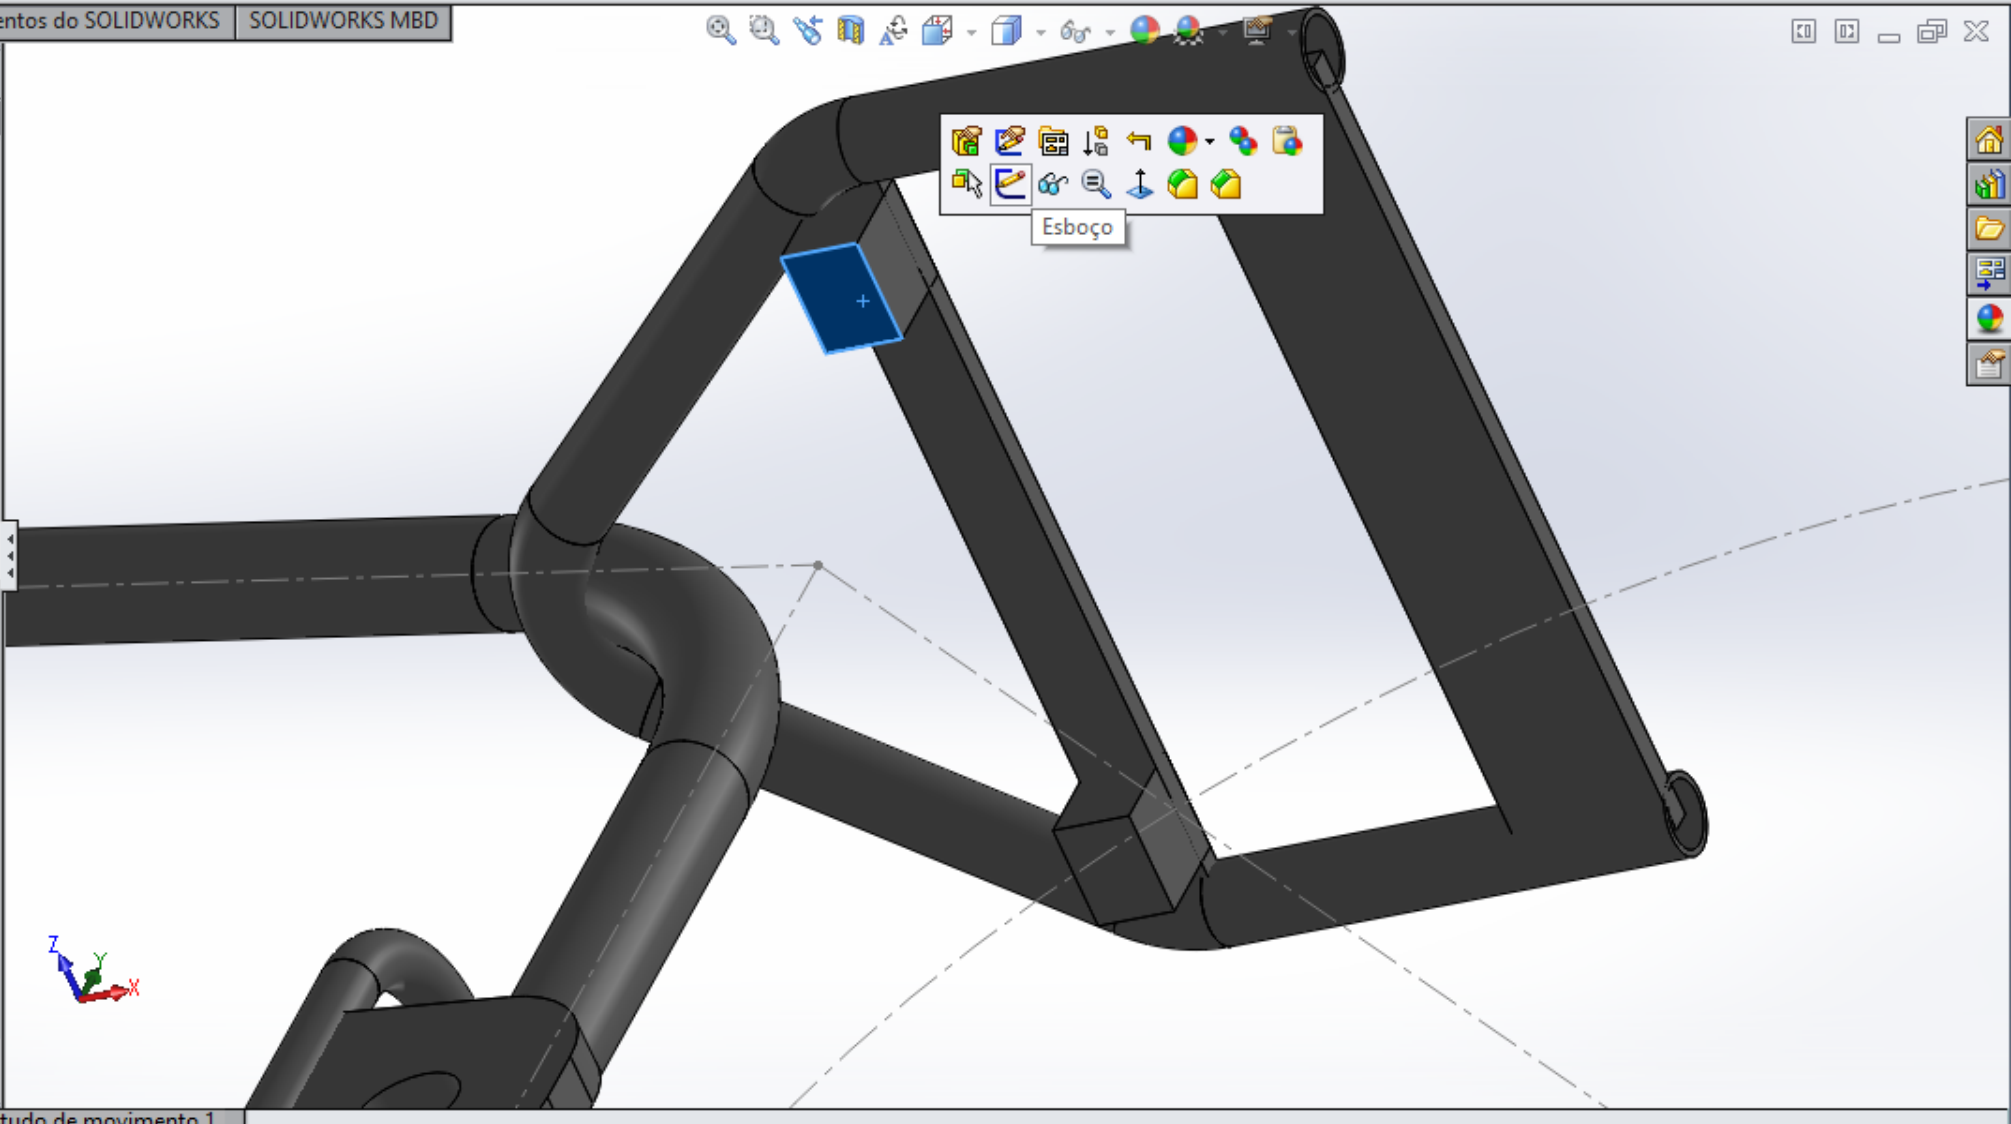 entos do SOLIDWORKS
SOLIDWORKS MBD
Esboço
Z
Y
X
tudo de movimento 1